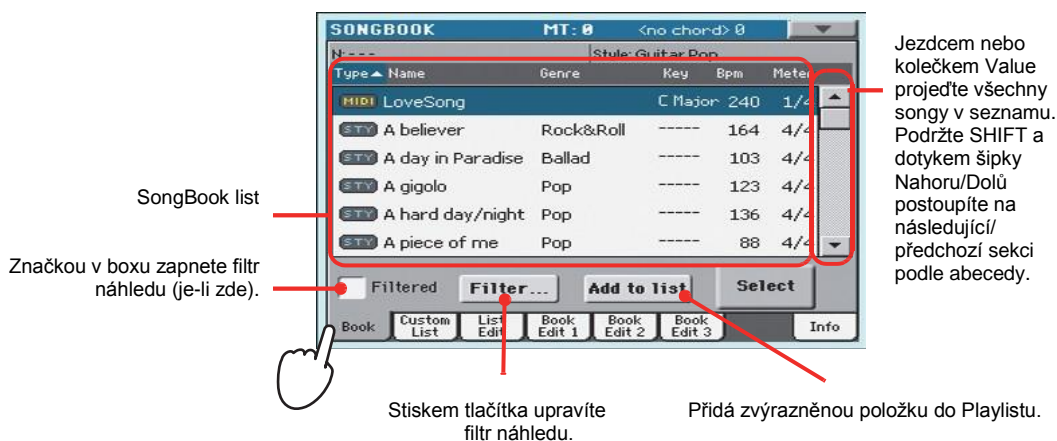 SONGBOOK MT: 0 <no chord> 0
N:--- Style: Guitar Pop
Type Name Genre Key Bpm Meter
MIDI LoveSong C Major 240 1/4
STY A believer Rock&Roll ----- 164 4/4
STY A day in Paradise Ballad ----- 103 4/4
STY A gigolo Pop ----- 123 4/4
STY A hard day/night Pop ----- 136 4/4
STY A piece of me Pop ----- 88 4/4
Filtered Filter... Add to list Select
Book Custom List List Edit Book Edit 1 Book Edit 2 Book Edit 3 Info
SongBook list
Značkou v boxu zapnete filtr
náhledu (je-li zde).
Jezdcem nebo
kolečkem Value
projeďte všechny
songy v seznamu.
Podržte SHIFT a
dotykem šipky
Nahoru/Dolů
postoupíte na
následující/
předchozí sekci
podle abecedy.
Stiskem tlačítka upravíte
filtr náhledu.
Přidá zvýrazněnou položku do Playlistu.